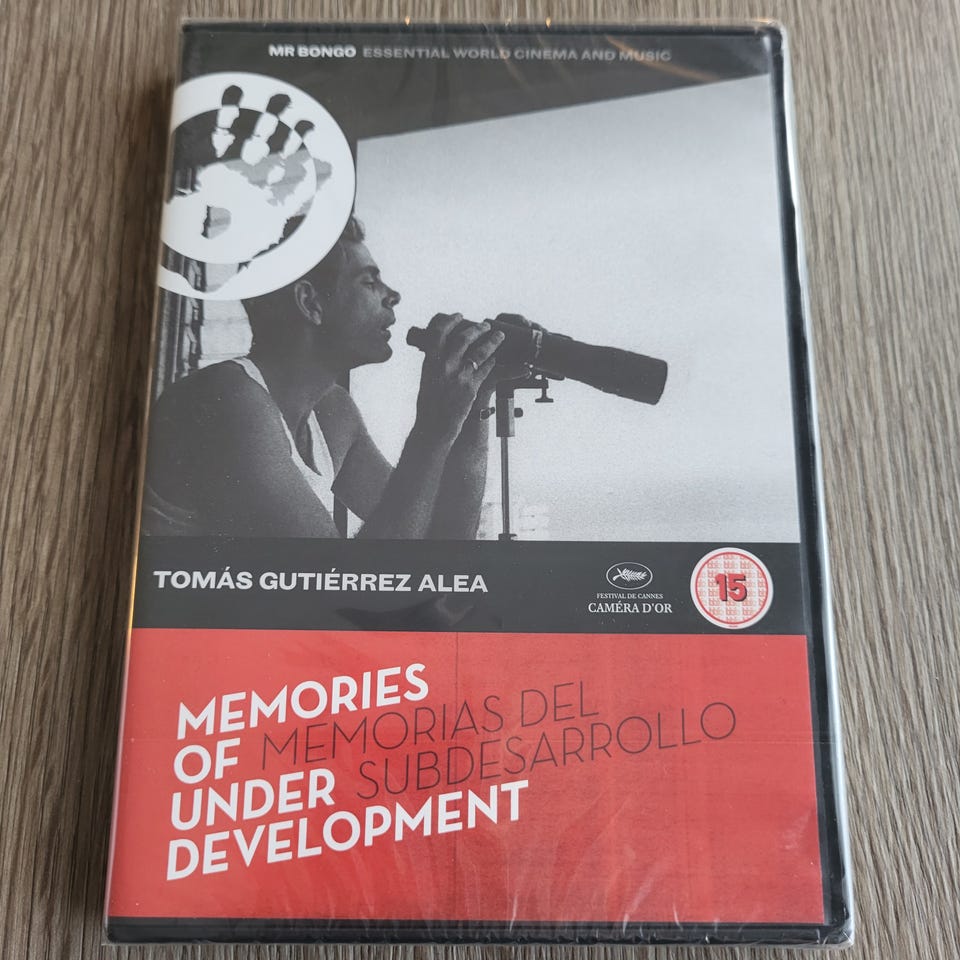 MR BONGO ESSENTIAL WORLD CINEMA AND MUSIC
TOMÁS GUTIÉRREZ ALEA
FESTIVAL DE CANNES
CAMÉRA D'OR
15
MEMORIES
OF MEMORIAS DEL
UNDER SUBDESARROLLO
DEVELOPMENT